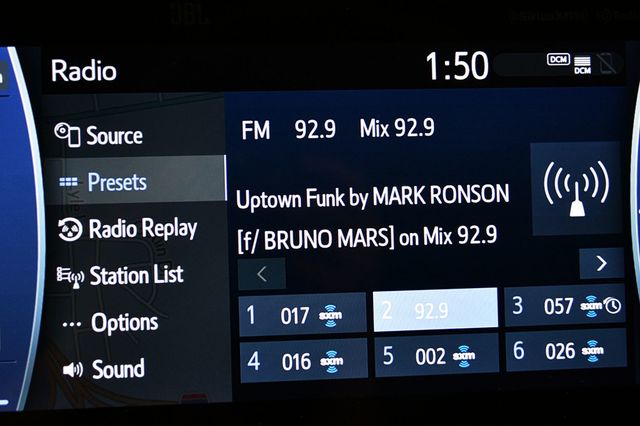 JBL
Radio
1:50
DCM
DCM
Source
Presets
Radio Replay
Station List
Options
Sound
FM 92.9 Mix 92.9
Uptown Funk by MARK RONSON
[f/ BRUNO MARS] on Mix 92.9
1 017 sxm
2 92.9
3 057 sxm
4 016 sxm
5 002 sxm
6 026 sxm